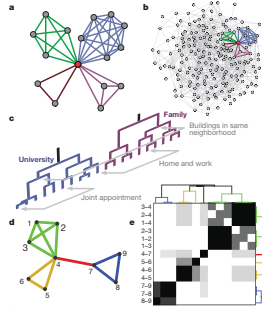 a
b
c
Family
Buildings in same
neighborhood
University
Home and work
Joint appointment
d
1
2
3
4
9
7
6
5
8
e
3–4
2–4
1–4
2–3
1–3
1–2
4–7
5–6
4–6
4–5
7–9
7–8
8–9